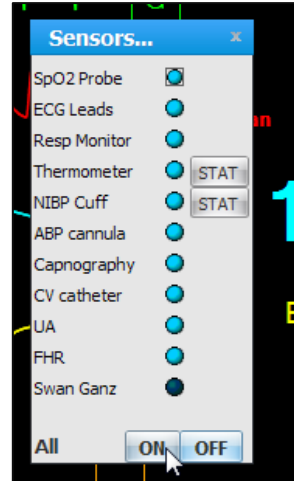 Sensors... x
SpO2 Probe
ECG Leads
Resp Monitor
Thermometer STAT
NIBP Cuff STAT
ABP cannula
Capnography
CV catheter
UA
FHR
Swan Ganz
All ON OFF